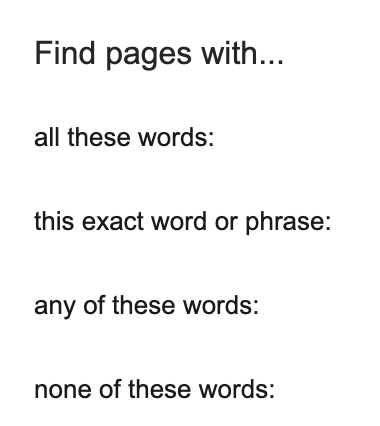 Find pages with...
all these words:
this exact word or phrase:
any of these words:
none of these words: